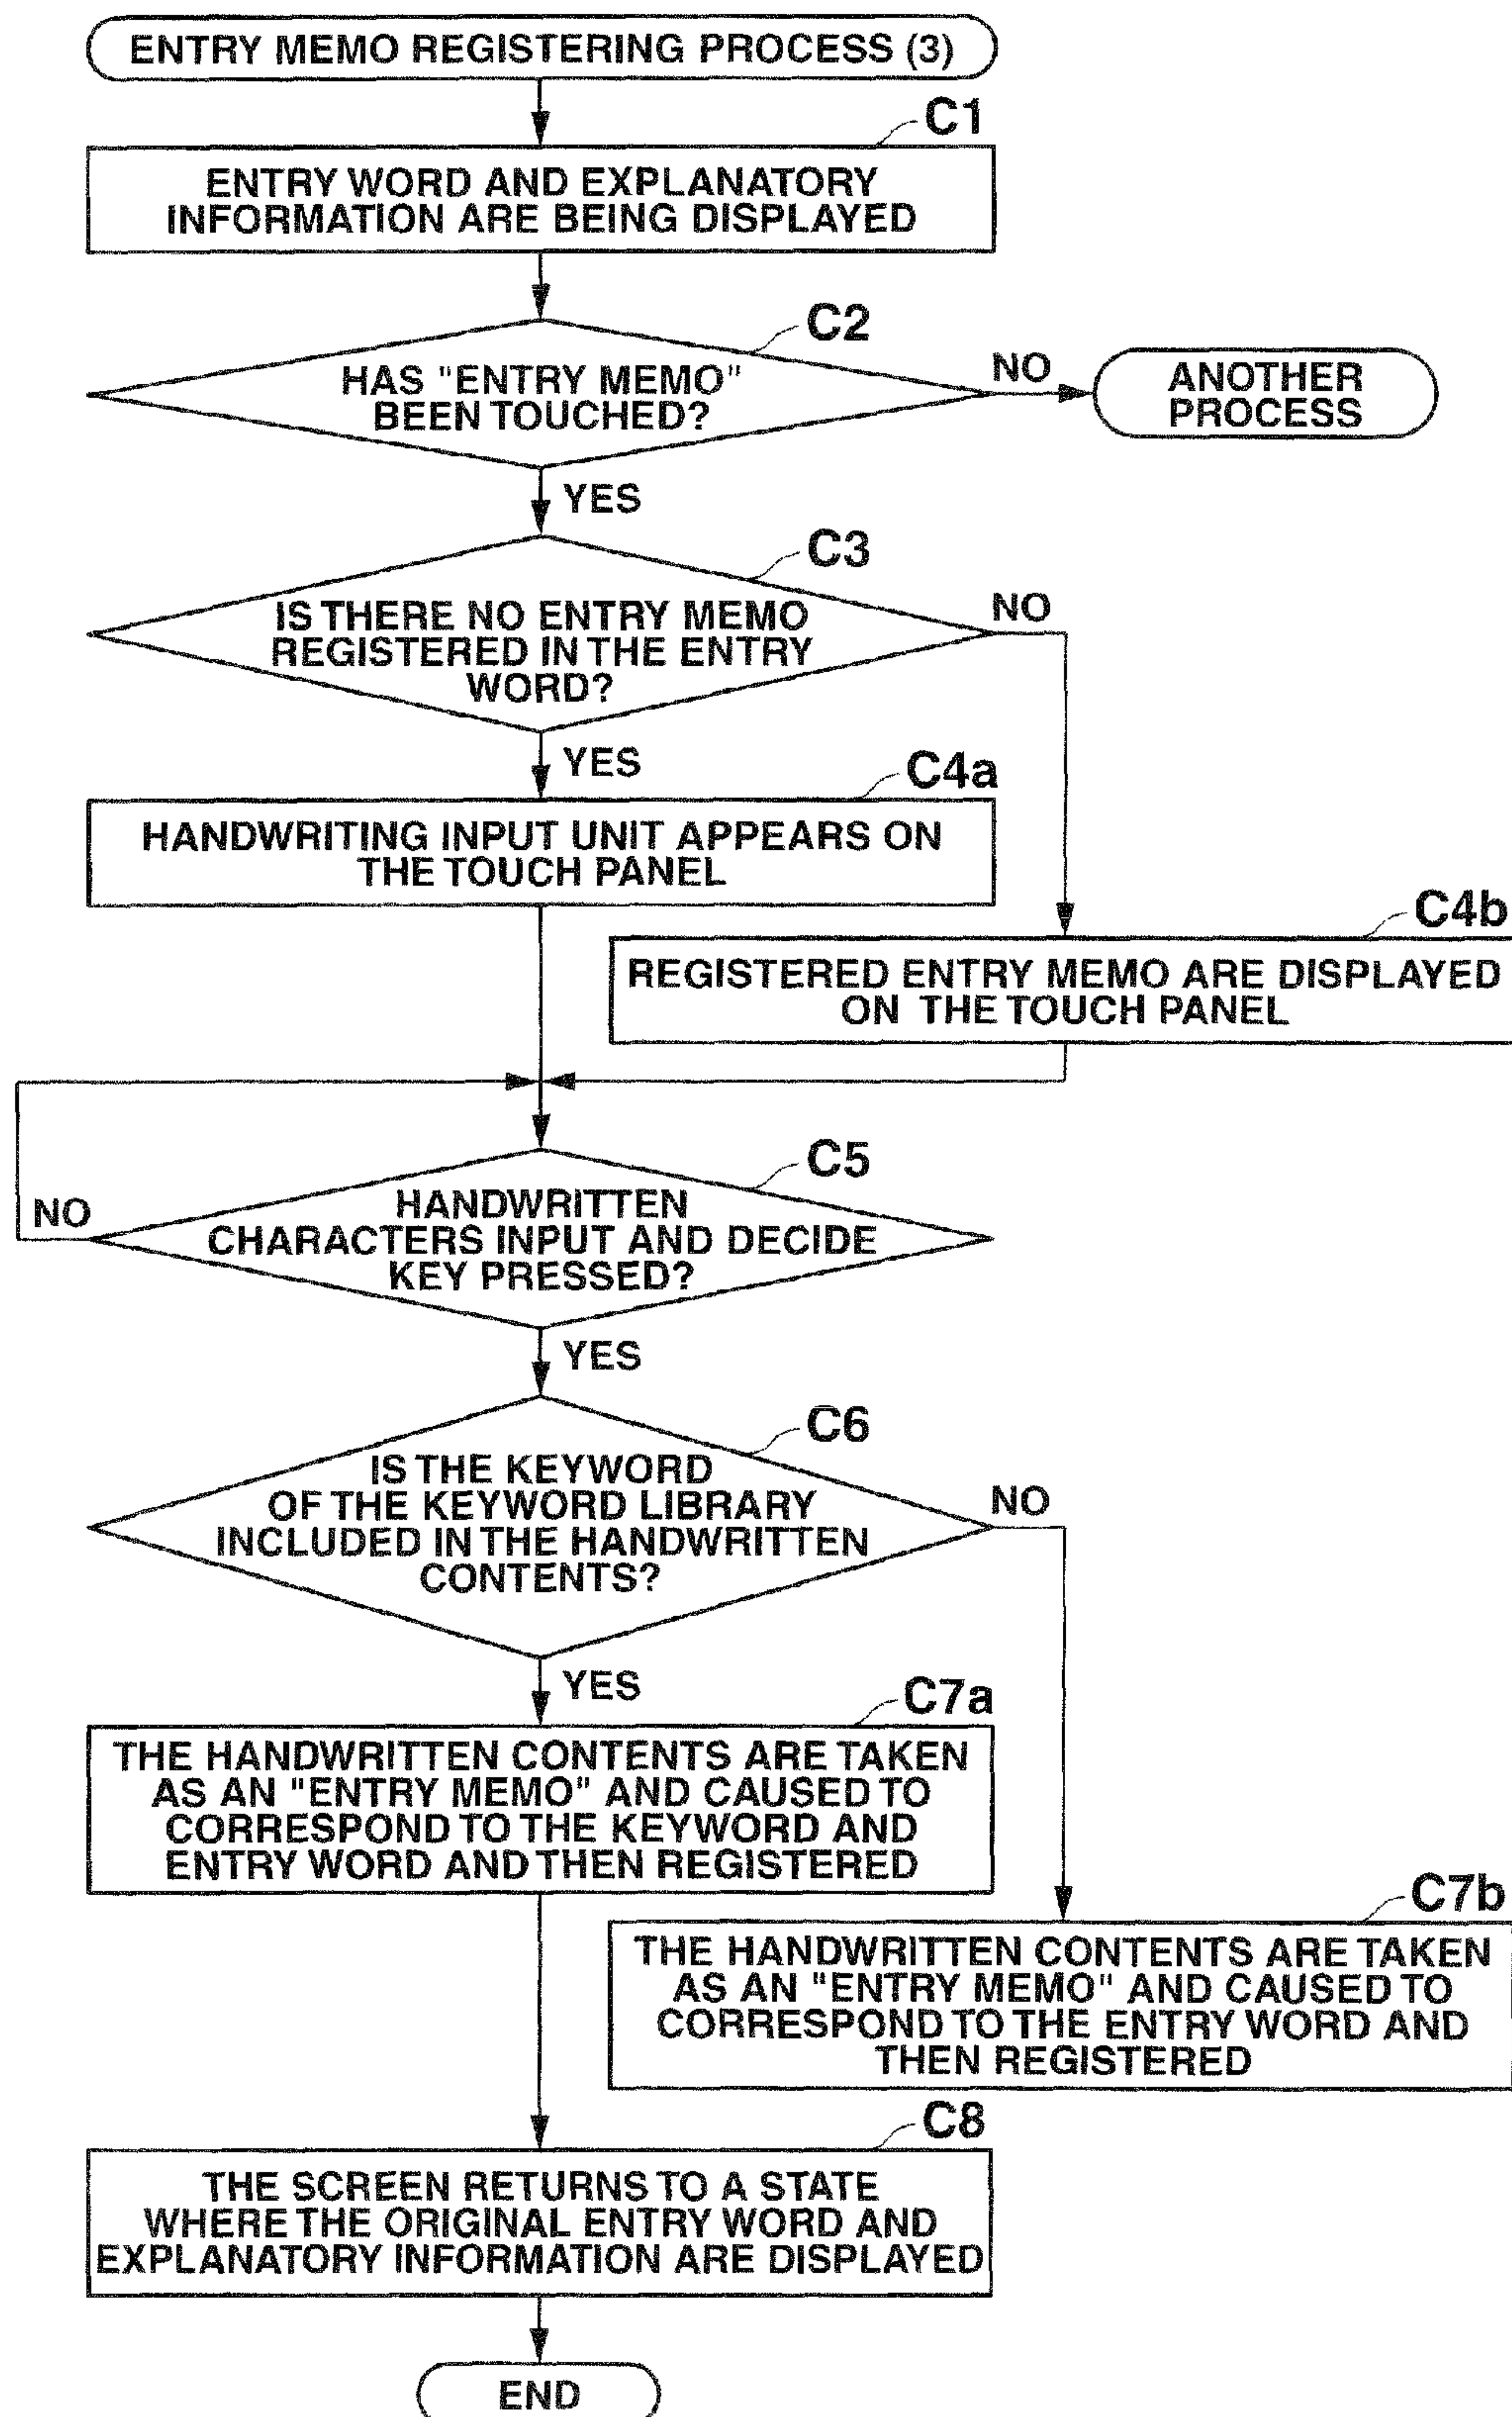 ENTRY MEMO REGISTERING PROCESS (3)
C1
ENTRY WORD AND EXPLANATORY
INFORMATION ARE BEING DISPLAYED
C2
HAS "ENTRY MEMO"
BEEN TOUCHED?
NO
ANOTHER
PROCESS
YES
C3
IS THERE NO ENTRY MEMO
REGISTERED IN THE ENTRY
WORD?
NO
YES
C4a
HANDWRITING INPUT UNIT APPEARS ON
THE TOUCH PANEL
C4b
REGISTERED ENTRY MEMO ARE DISPLAYED
ON THE TOUCH PANEL
C5
HANDWRITTEN
CHARACTERS INPUT AND DECIDE
KEY PRESSED?
NO
YES
C6
IS THE KEYWORD
OF THE KEYWORD LIBRARY
INCLUDED IN THE HANDWRITTEN
CONTENTS?
NO
YES
C7a
THE HANDWRITTEN CONTENTS ARE TAKEN
AS AN "ENTRY MEMO" AND CAUSED TO
CORRESPOND TO THE KEYWORD AND
ENTRY WORD AND THEN REGISTERED
C7b
THE HANDWRITTEN CONTENTS ARE TAKEN
AS AN "ENTRY MEMO" AND CAUSED TO
CORRESPOND TO THE ENTRY WORD AND
THEN REGISTERED
C8
THE SCREEN RETURNS TO A STATE
WHERE THE ORIGINAL ENTRY WORD AND
EXPLANATORY INFORMATION ARE DISPLAYED
END